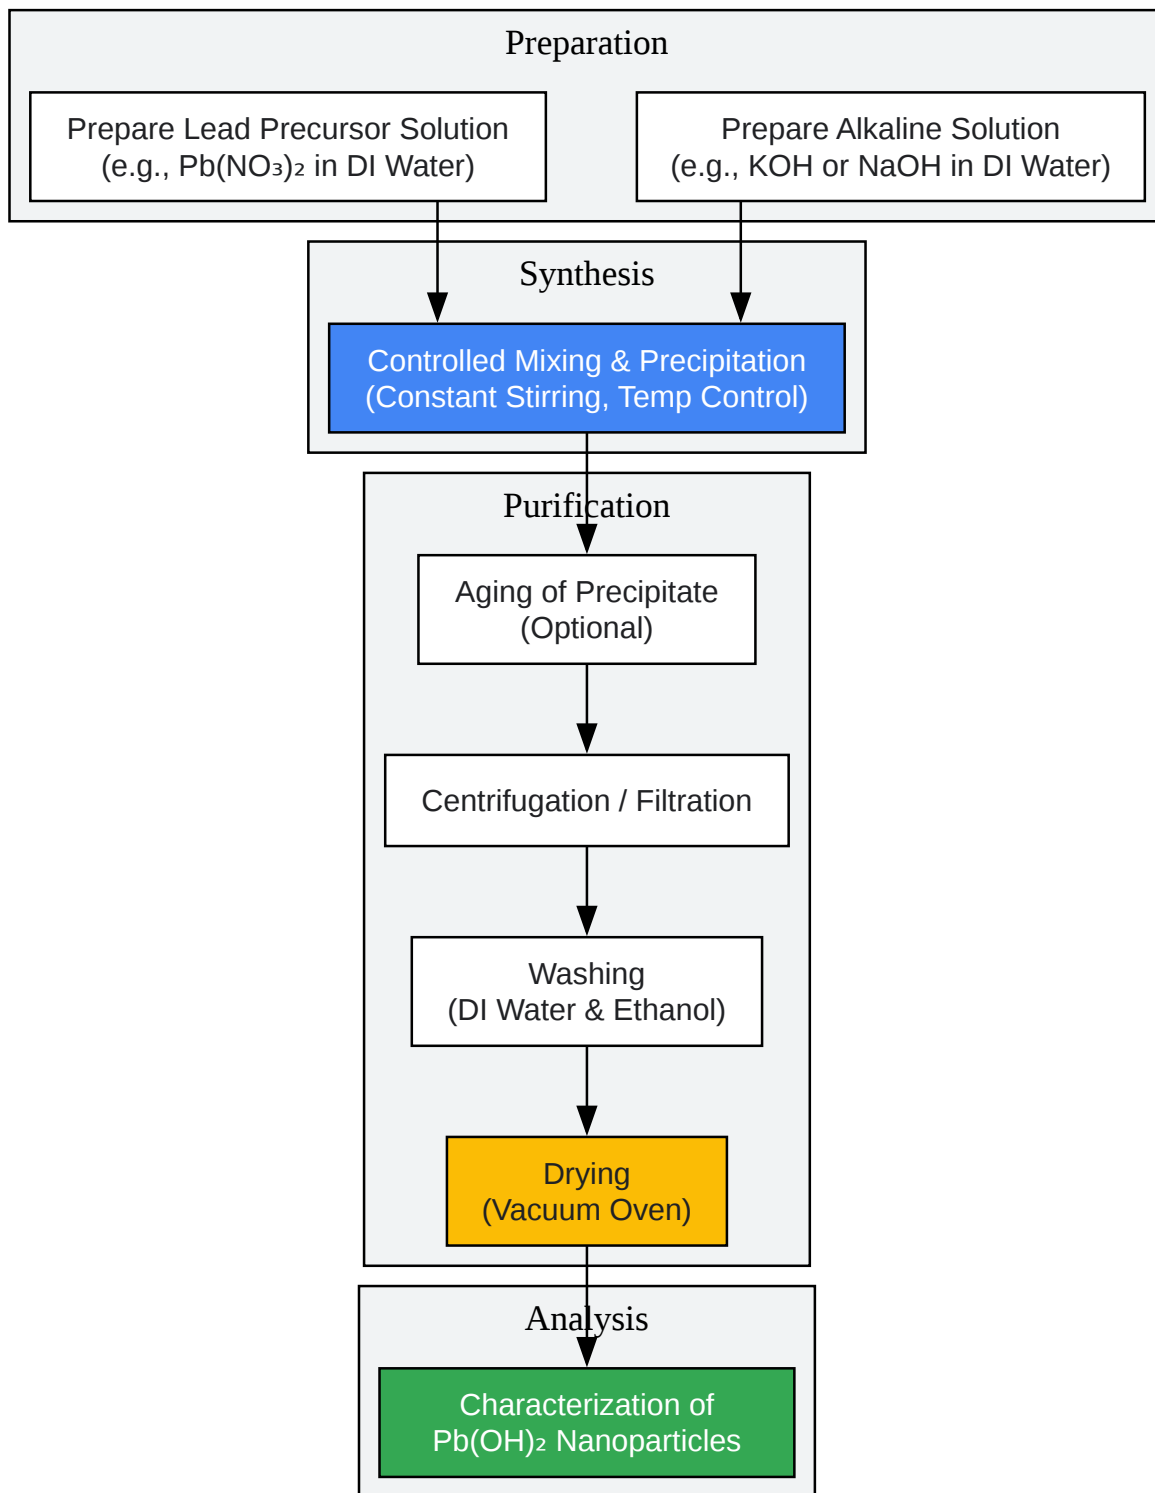 Preparation
Prepare Lead Precursor Solution
(e.g., Pb(NO₃)₂ in DI Water)
Prepare Alkaline Solution
(e.g., KOH or NaOH in DI Water)
Synthesis
Controlled Mixing & Precipitation
(Constant Stirring, Temp Control)
Purification
Aging of Precipitate
(Optional)
Centrifugation / Filtration
Washing
(DI Water & Ethanol)
Drying
(Vacuum Oven)
Analysis
Characterization of
Pb(OH)₂ Nanoparticles